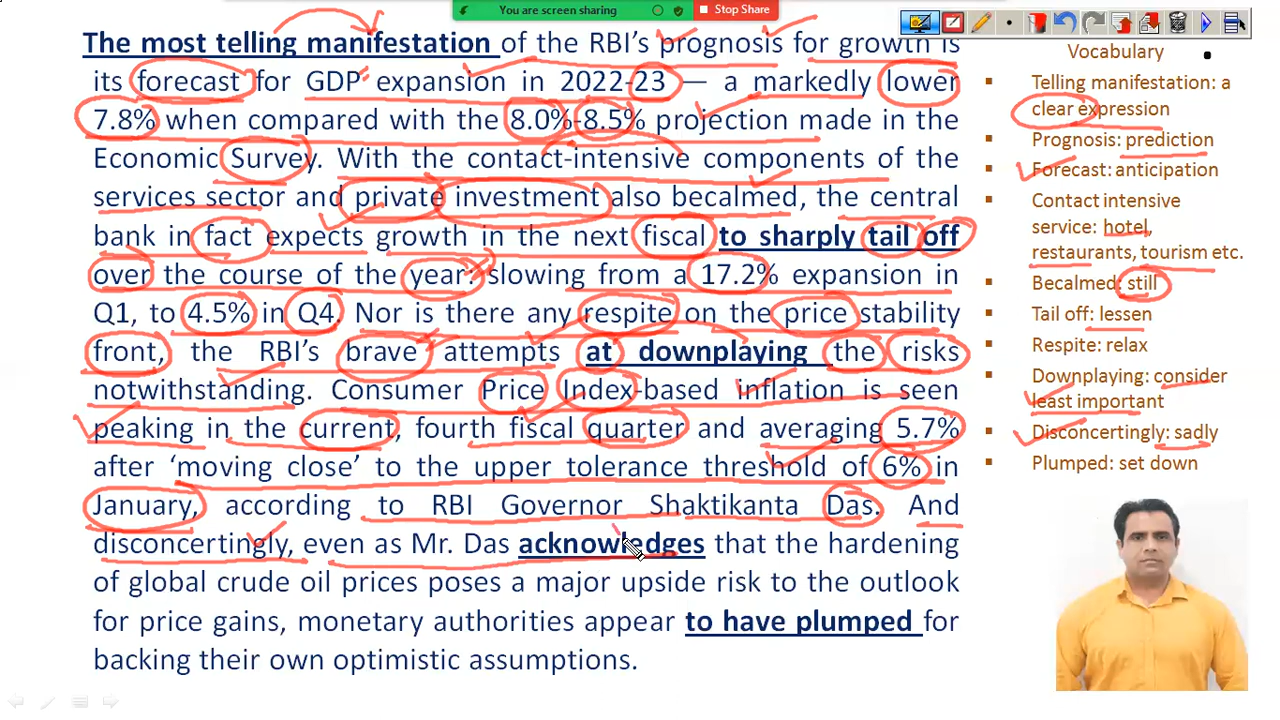 You are screen sharing
Stop Share
The most telling manifestation of the RBI's prognosis for growth is
its forecast for GDP expansion in 2022-23 — a markedly lower
7.8% when compared with the 8.0%-8.5% projection made in the
Economic Survey. With the contact-intensive components of the
services sector and private investment also becalmed, the central
bank in fact expects growth in the next fiscal to sharply tail off
over the course of the year: slowing from a 17.2% expansion in
Q1, to 4.5% in Q4. Nor is there any respite on the price stability
front, the RBI's brave attempts at downplaying the risks
notwithstanding. Consumer Price Index-based inflation is seen
peaking in the current, fourth fiscal quarter and averaging 5.7%
after 'moving close' to the upper tolerance threshold of 6% in
January, according to RBI Governor Shaktikanta Das. And
disconcertingly, even as Mr. Das acknowledges that the hardening
of global crude oil prices poses a major upside risk to the outlook
for price gains, monetary authorities appear to have plumped for
backing their own optimistic assumptions.
Vocabulary
Telling manifestation: a
clear expression
Prognosis: prediction
Forecast: anticipation
Contact intensive
service: hotel,
restaurants, tourism etc.
Becalmed: still
Tail off: lessen
Respite: relax
Downplaying: consider
least important
Disconcertingly: sadly
Plumped: set down